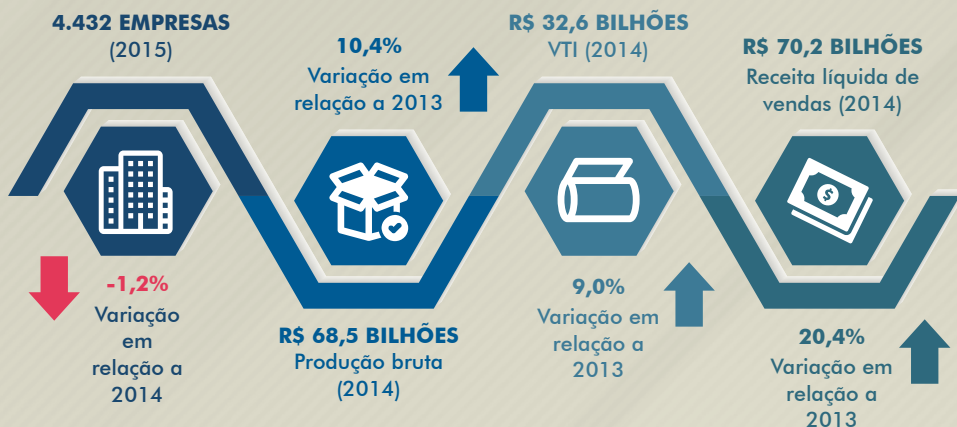 4.432 EMPRESAS
(2015)
-1,2%
Variação
em
relação a
2014
10,4%
Variação em
relação a 2013
R$ 68,5 BILHÕES
Produção bruta
(2014)
R$ 32,6 BILHÕES
VTI (2014)
9,0%
Variação em
relação a
2013
R$ 70,2 BILHÕES
Receita líquida de
vendas (2014)
$
20,4%
Variação em
relação a
2013